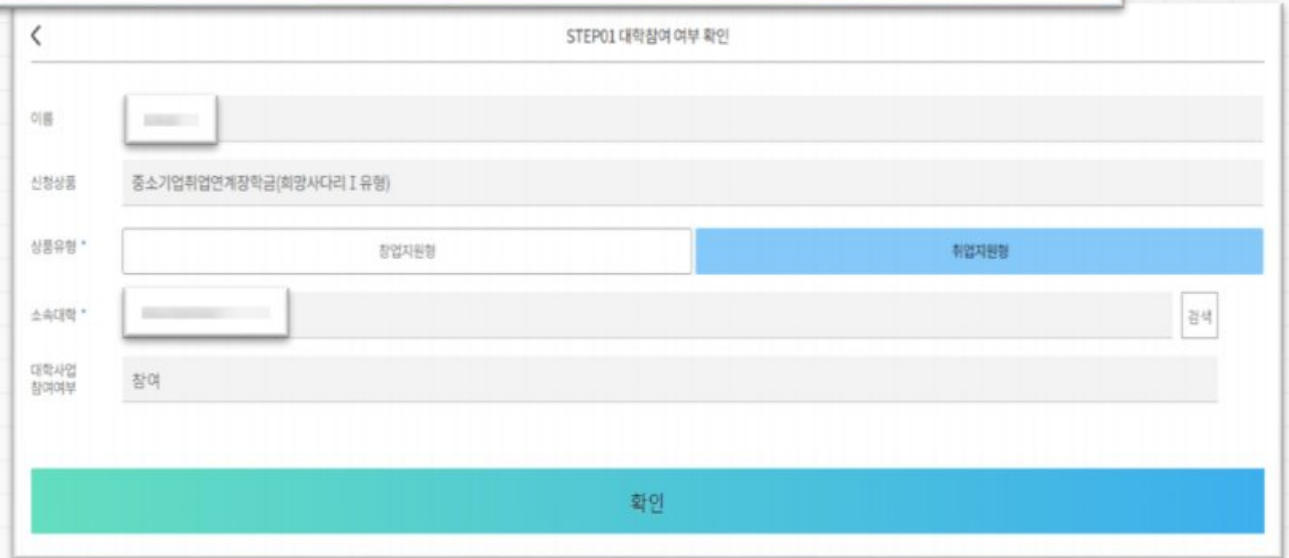 STEP01 대학참여 여부 확인
이름
신청상품 중소기업취업연계장학금(희망사다리 I 유형)
상품유형 * 창업지원형 취업지원형
소속대학 * 검색
대학사업
참여여부 참여
확인